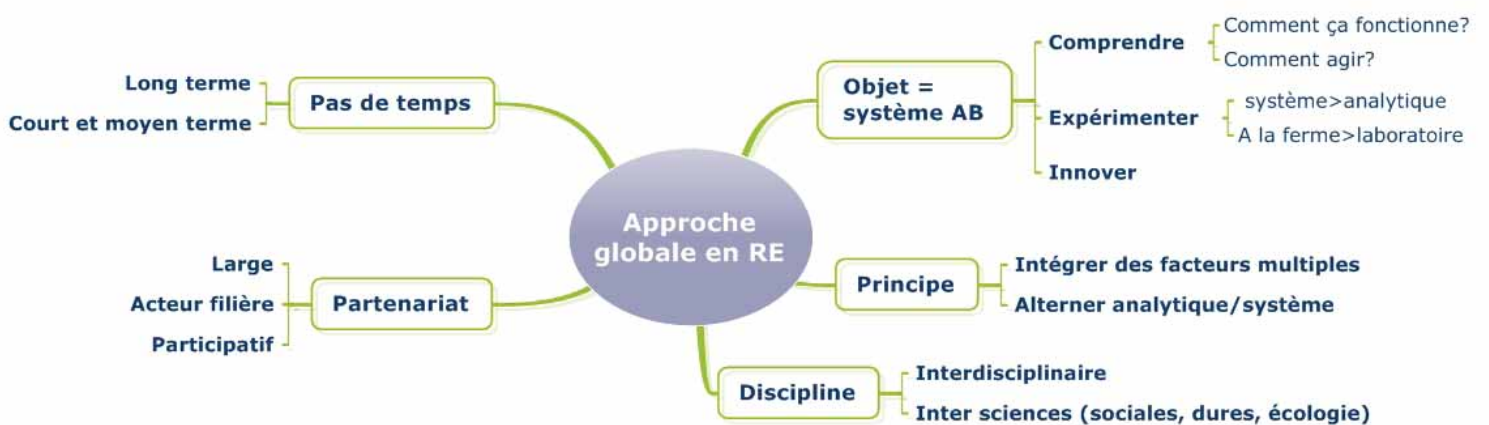 Approche
globale en RE
Objet =
système AB
Comprendre
Comment ça fonctionne?
Comment agir?
Expérimenter
système>analytique
A la ferme>laboratoire
Innover
Principe
Intégrer des facteurs multiples
Alterner analytique/système
Discipline
Interdisciplinaire
Inter sciences (sociales, dures, écologie)
Partenariat
Large
Acteur filière
Participatif
Pas de temps
Long terme
Court et moyen terme